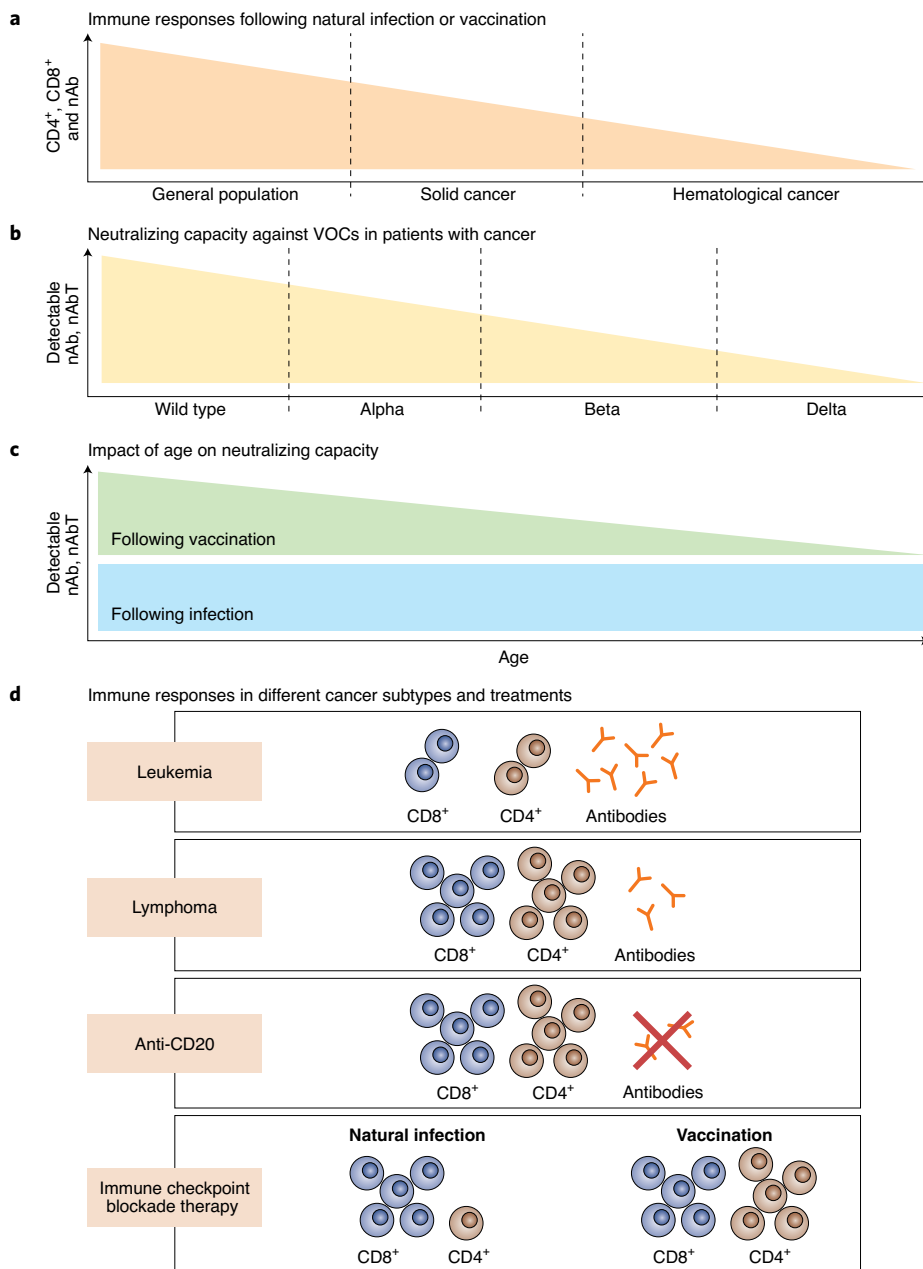 a Immune responses following natural infection or vaccination
CD4+, CD8+
and nAb
General population Solid cancer Hematological cancer
b Neutralizing capacity against VOCs in patients with cancer
Detectable
nAb, nAbT
Wild type Alpha Beta Delta
c Impact of age on neutralizing capacity
Detectable
nAb, nAbT
Following vaccination
Following infection
Age
d Immune responses in different cancer subtypes and treatments
Leukemia
CD8+ CD4+ Antibodies
Lymphoma
CD8+ CD4+ Antibodies
Anti-CD20
CD8+ CD4+ Antibodies
Natural infection Vaccination
Immune checkpoint
blockade therapy
CD8+ CD4+ CD8+ CD4+